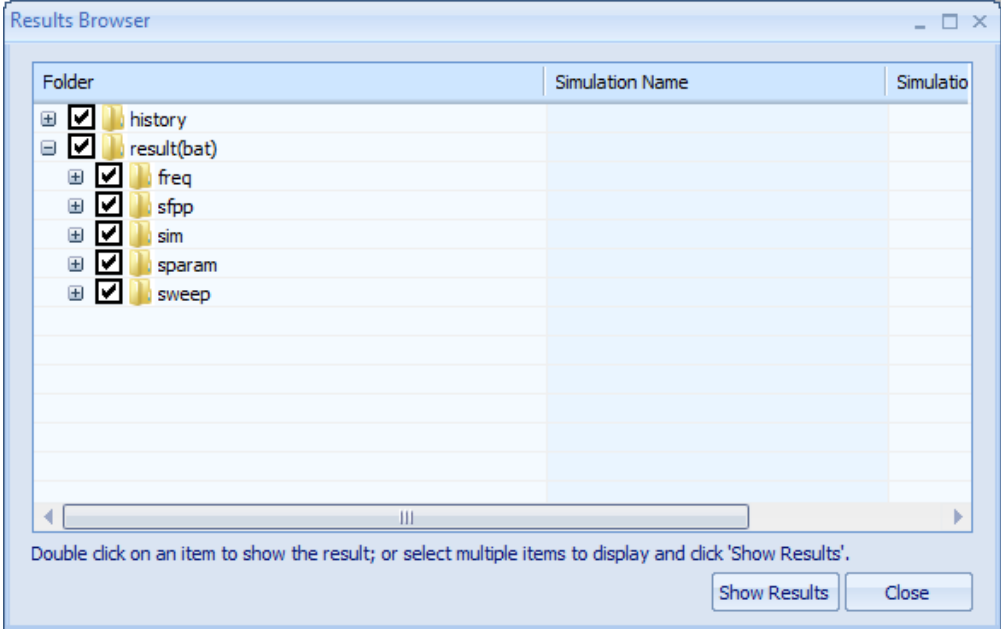 Results Browser
Folder Simulation Name Simulatio
history
result(bat)
freq
sfpp
sim
sparam
sweep
Double click on an item to show the result; or select multiple items to display and click 'Show Results'.
Show Results Close